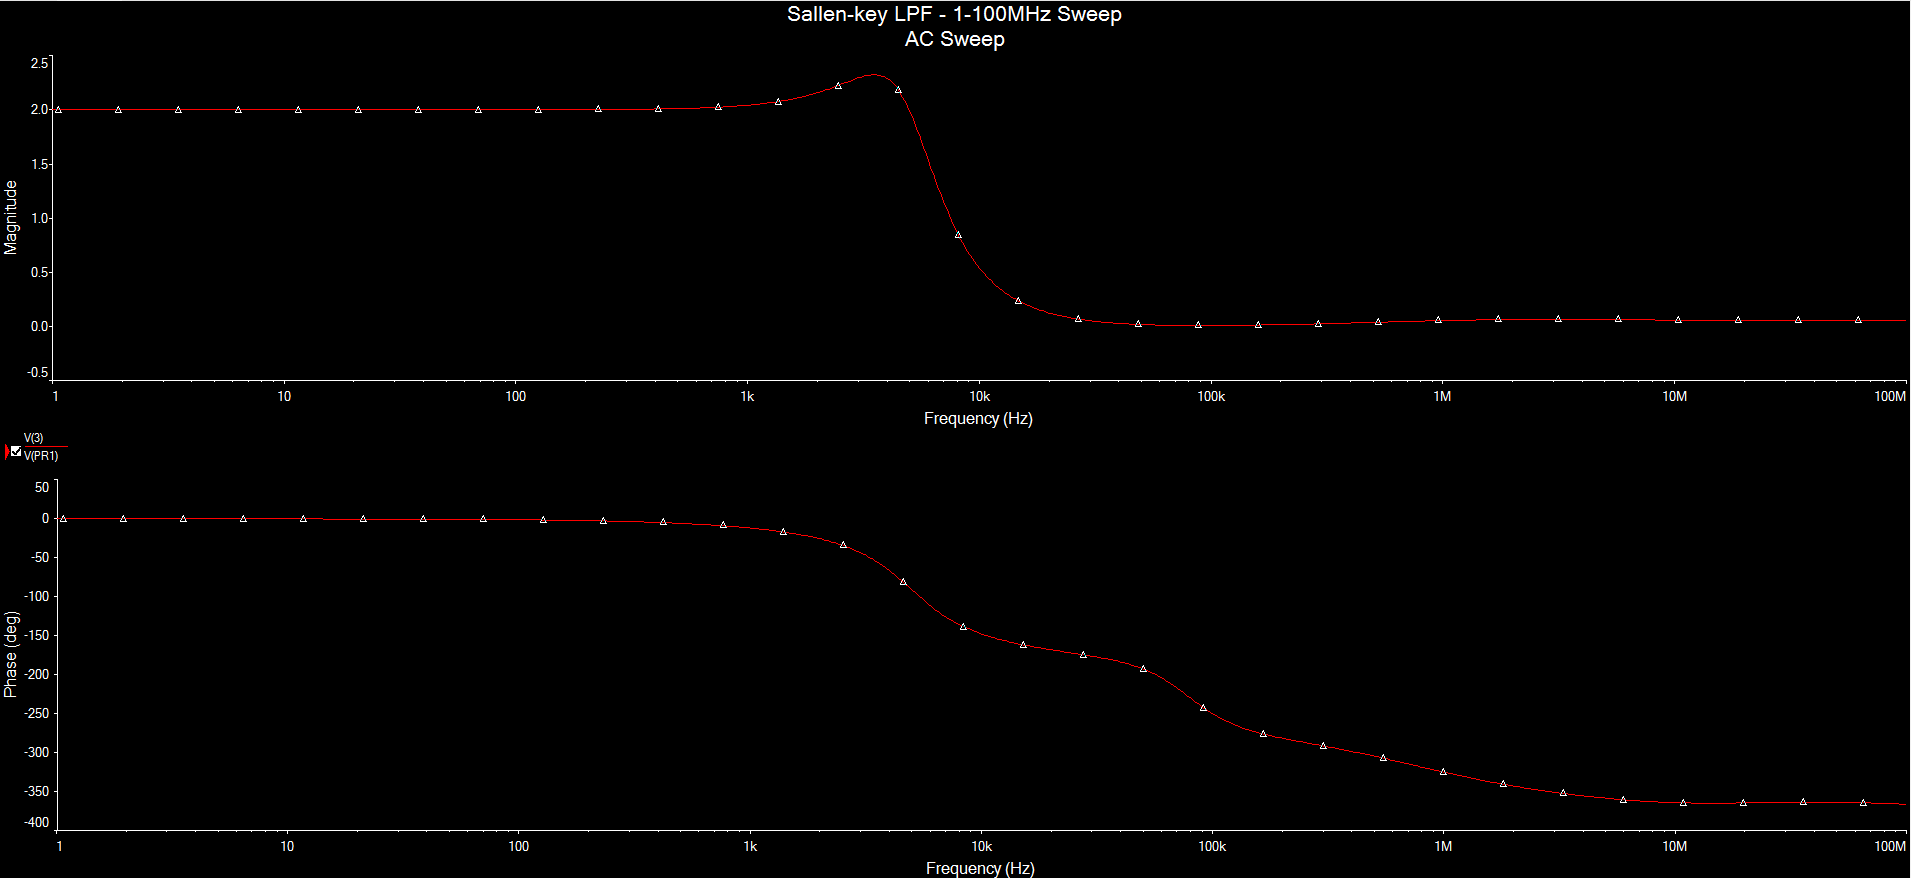 Sallen-key LPF - 1-100MHz Sweep
AC Sweep
Magnitude
2.5
2.0
1.5
1.0
0.5
0.0
-0.5
1 10 100 1k 10k 100k 1M 10M 100M
Frequency (Hz)
V(3)
V(PR1)
Phase (deg)
50
0
-50
-100
-150
-200
-250
-300
-350
-400
1 10 100 1k 10k 100k 1M 10M 100M
Frequency (Hz)